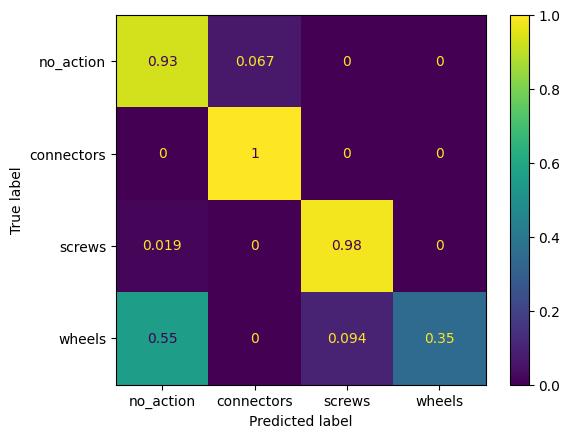 no_action 0.93 0.067 0 0
connectors 0 1 0 0
screws 0.019 0 0.98 0
wheels 0.55 0 0.094 0.35
no_action connectors screws wheels
Predicted label
True label
1.0
0.8
0.6
0.4
0.2
0.0